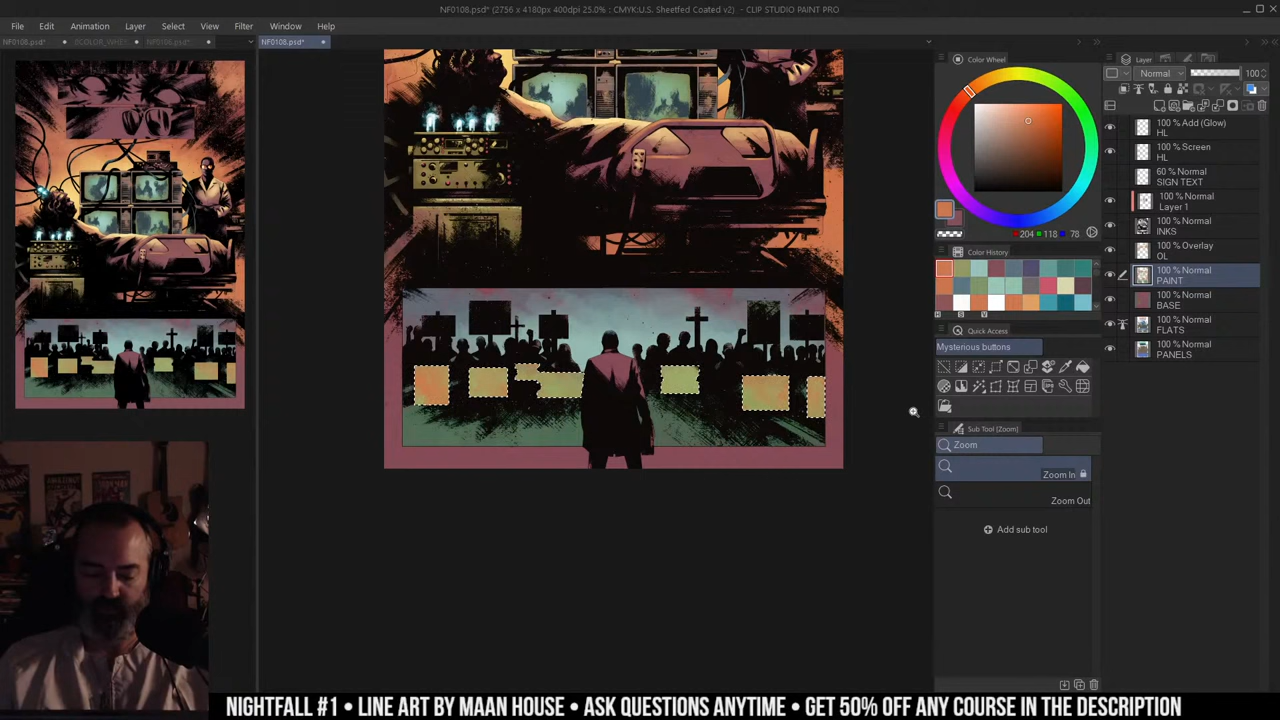 NF0108.psd* (2756 x 4180px 400dpi 25.0% ; CMYK:U.S. Sheetfed Coated v2) - CLIP STUDIO PAINT PRO
File Edit Animation Layer Select View Filter Window Help
NF0108.psd* NF0106.psd* NF0108.psd*
Color Wheel
204 118 78
Color History
Quick Access
Mysterious buttons
Sub Tool [Zoom]
Zoom
Zoom In
Zoom Out
Add sub tool
Layer
Normal 100
100 % Add (Glow)
HL
100 % Screen
HL
60 % Normal
SIGN TEXT
100 % Normal
Layer 1
100 % Normal
INKS
100 % Overlay
OL
100 % Normal
PAINT
100 % Normal
BASE
100 % Normal
FLATS
100 % Normal
PANELS
NIGHTFALL #1 • LINE ART BY MAAN HOUSE • ASK QUESTIONS ANYTIME • GET 50% OFF ANY COURSE IN THE DESCRIPTION